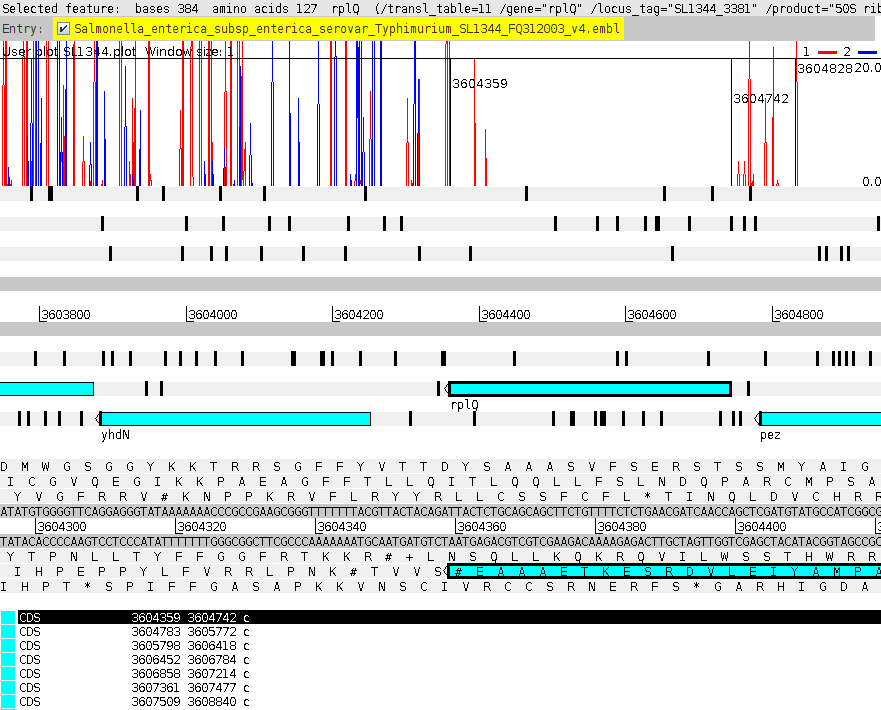 Selected feature:  bases 384  amino acids 127  rplQ  (/transl_table=11 /gene="rplQ" /locus_tag="SL1344_3381" /product="50S rib
Entry: Salmonella_enterica_subsp_enterica_serovar_Typhimurium_SL1344_FQ312003_v4.embl
User plot SL1344.plot  Window size: 1 1 2
3604828 20.0
3604359
3604742
0.0
3603800 3604000 3604200 3604400 3604600 3604800
rplQ
yhdN pez
D M W G S G G Y K K T R R S G F F Y V T T D Y S A A A S V F S E R S T S S M Y A I G
I C G V Q E G I K K P A E A G F F T L L Q I T L Q Q L L F S L N D Q P A R C M P S A
Y V G F R R V # K N P P K R V F L R Y Y R L L C S S F C F L * T I N Q L D V C H R R
3604300 3604320 3604340 3604360 3604380 3604400
Y T P N L L T Y F F G G F R T K K R # + L N S Q L L K Q K R Q V I L W S S T H W R R
I H P E P P Y L F V R R L P N K # T V V S # E A A A E T K E S R D V L E I Y A M P A
I H P T * S P I F F G A S A P K K V N S C I V R C C S R N E R F S * G A R H I G D A
CDS 3604359 3604742 c
CDS 3604783 3605772 c
CDS 3605798 3606418 c
CDS 3606452 3606784 c
CDS 3606858 3607214 c
CDS 3607361 3607477 c
CDS 3607509 3608840 c